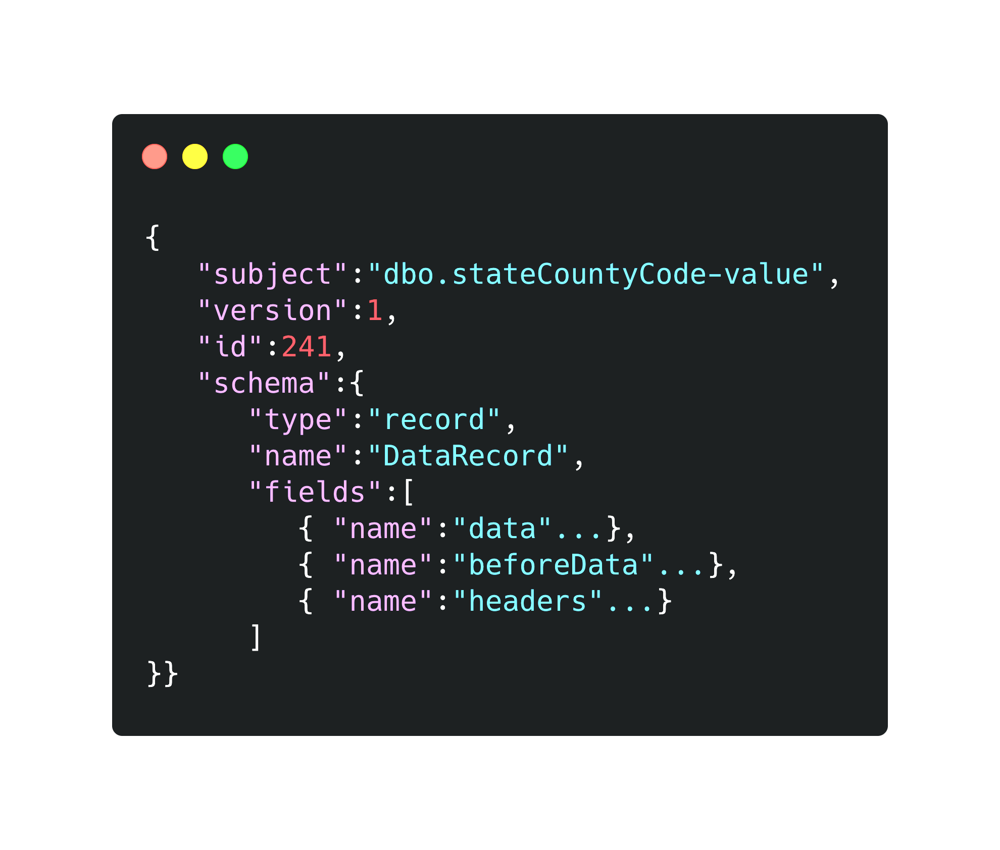 {
   "subject":"dbo.stateCountyCode-value",
   "version":1,
   "id":241,
   "schema":{
      "type":"record",
      "name":"DataRecord",
      "fields":[
         { "name":"data"...},
         { "name":"beforeData"...},
         { "name":"headers"...}
      ]
}}